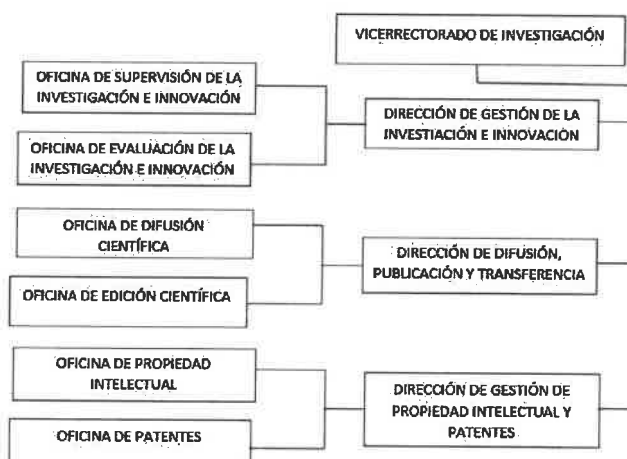 VICERRECTORADO DE INVESTIGACIÓN
OFICINA DE SUPERVISIÓN DE LA
INVESTIGACIÓN E INNOVACIÓN
DIRECCIÓN DE GESTIÓN DE LA
INVESTIACIÓN E INNOVACIÓN
OFICINA DE EVALUACIÓN DE LA
INVESTIGACIÓN E INNOVACIÓN
OFICINA DE DIFUSIÓN
CIENTÍFICA
DIRECCIÓN DE DIFUSIÓN,
PUBLICACIÓN Y TRANSFERENCIA
OFICINA DE EDICIÓN CIENTÍFICA
OFICINA DE PROPIEDAD
INTELECTUAL
DIRECCIÓN DE GESTIÓN DE
PROPIEDAD INTELECTUAL Y
PATENTES
OFICINA DE PATENTES